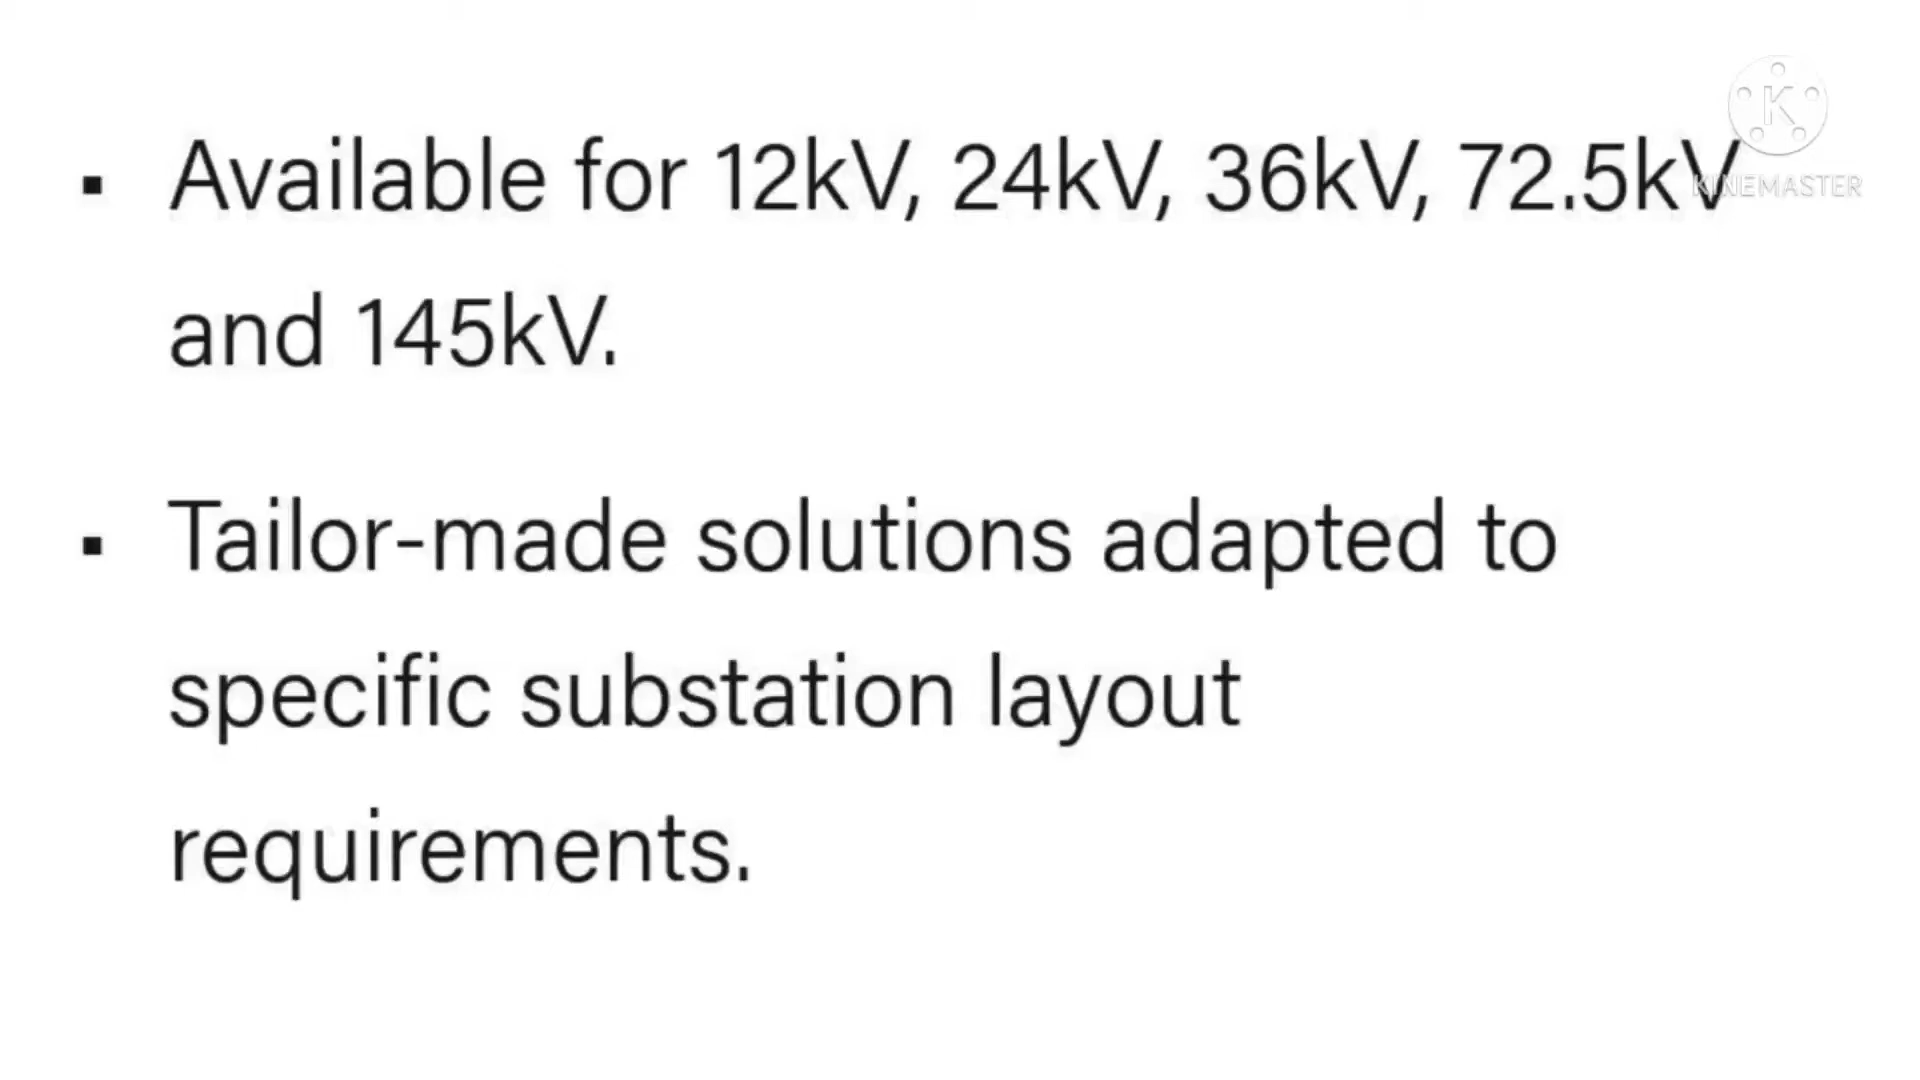 ▪ Available for 12kV, 24kV, 36kV, 72.5kV
and 145kV.
▪ Tailor-made solutions adapted to
specific substation layout
requirements.
K
KINEMASTER